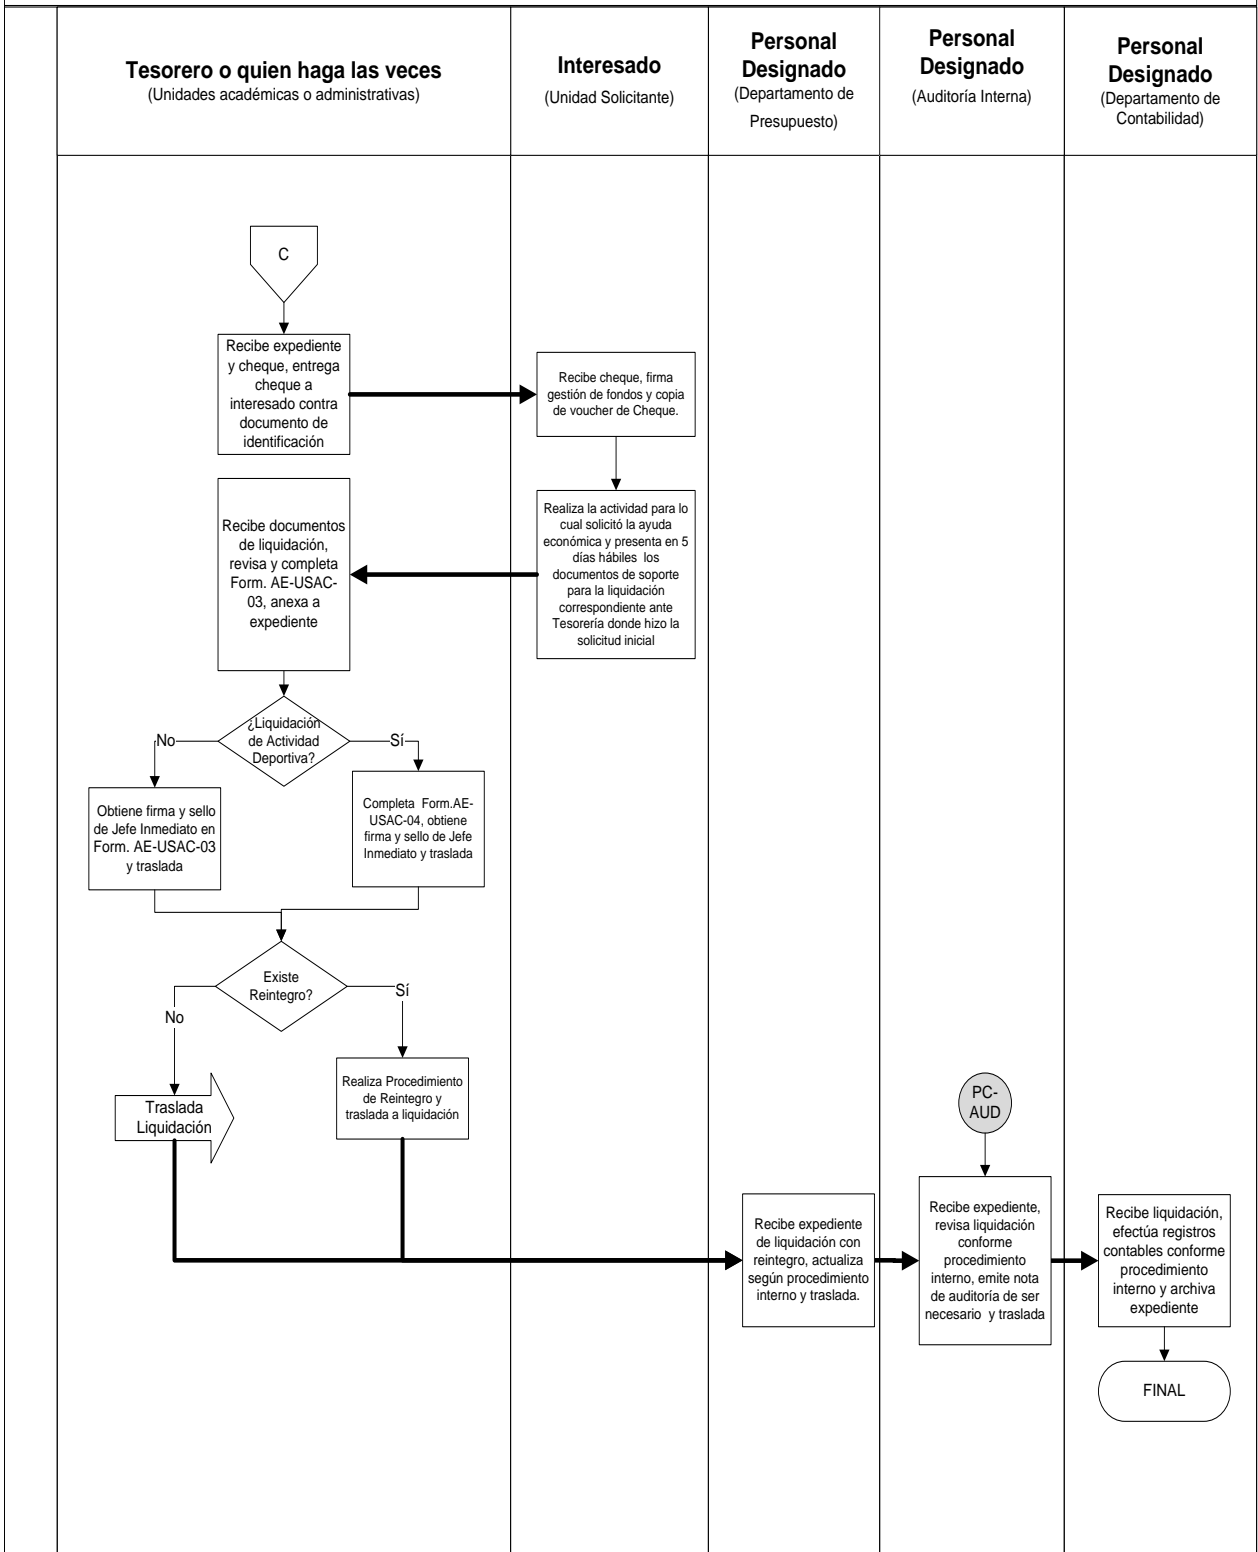 Tesorero o quien haga las veces
(Unidades académicas o administrativas)
Interesado
(Unidad Solicitante)
Personal
Designado
(Departamento de
Presupuesto)
Personal
Designado
(Auditoría Interna)
Personal
Designado
(Departamento de
Contabilidad)
C
Recibe expediente
y cheque, entrega
cheque a
interesado contra
documento de
identificación
Recibe cheque, firma
gestión de fondos y copia
de voucher de Cheque.
Realiza la actividad para lo
cual solicitó la ayuda
económica y presenta en 5
días hábiles los
documentos de soporte
para la liquidación
correspondiente ante
Tesorería donde hizo la
solicitud inicial
Recibe documentos
de liquidación,
revisa y completa
Form. AE-USAC-
03, anexa a
expediente
¿Liquidación
de Actividad
Deportiva?
No
Sí
Obtiene firma y sello
de Jefe Inmediato en
Form. AE-USAC-03
y traslada
Completa Form.AE-
USAC-04, obtiene
firma y sello de Jefe
Inmediato y traslada
Existe
Reintegro?
No
Sí
Traslada
Liquidación
Realiza Procedimiento
de Reintegro y
traslada a liquidación
PC-
AUD
Recibe expediente
de liquidación con
reintegro, actualiza
según procedimiento
interno y traslada.
Recibe expediente,
revisa liquidación
conforme
procedimiento
interno, emite nota
de auditoría de ser
necesario y traslada
Recibe liquidación,
efectúa registros
contables conforme
procedimiento
interno y archiva
expediente
FINAL